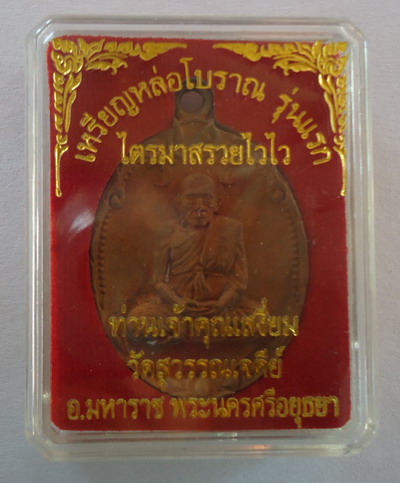 เหรียญหล่อโบราณ รุ่นแรก
ไตรมาสรวยไวไว
ท่านเจ้าคุณเสงี่ยม
วัดสุวรรณเจดีย์
อ.มหาราช พระนครศรีอยุธยา